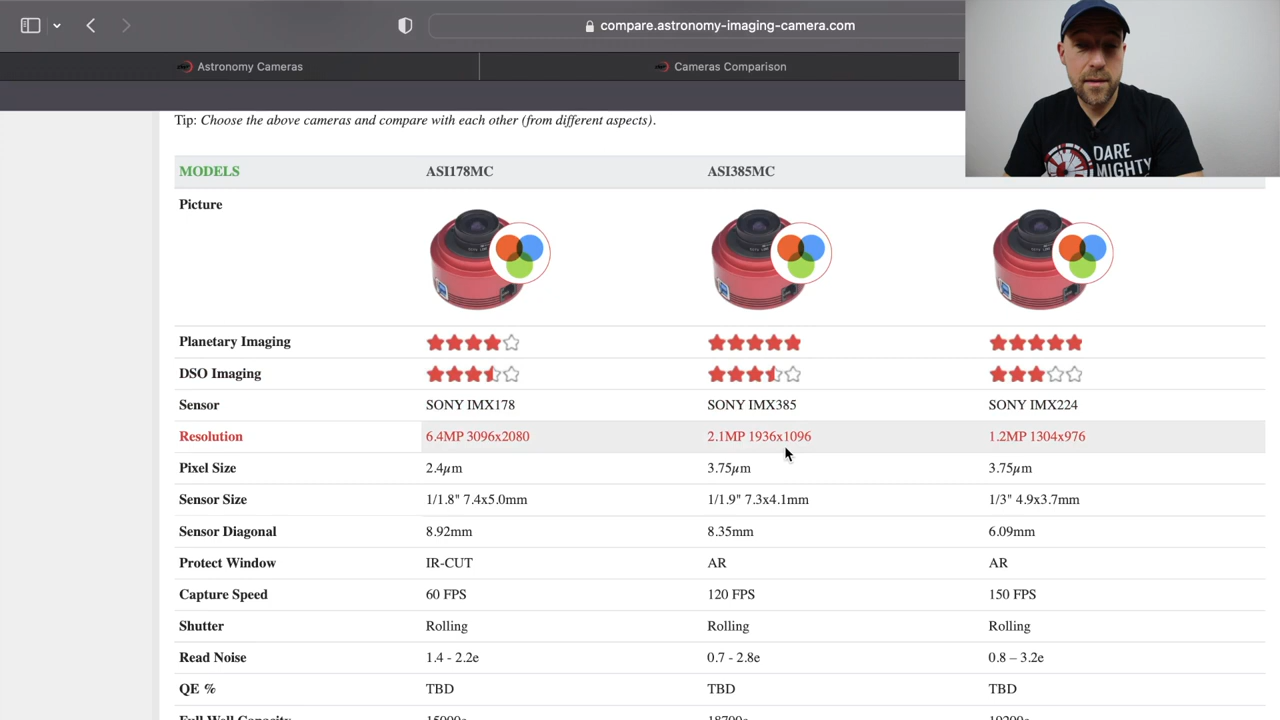 compare.astronomy-imaging-camera.com
Astronomy Cameras
Cameras Comparison
Tip: Choose the above cameras and compare with each other (from different aspects).
DARE
MIGHTY
MODELS ASI178MC ASI385MC
Picture
Planetary Imaging
DSO Imaging
Sensor SONY IMX178 SONY IMX385 SONY IMX224
Resolution 6.4MP 3096x2080 2.1MP 1936x1096 1.2MP 1304x976
Pixel Size 2.4µm 3.75µm 3.75µm
Sensor Size 1/1.8" 7.4x5.0mm 1/1.9" 7.3x4.1mm 1/3" 4.9x3.7mm
Sensor Diagonal 8.92mm 8.35mm 6.09mm
Protect Window IR-CUT AR AR
Capture Speed 60 FPS 120 FPS 150 FPS
Shutter Rolling Rolling Rolling
Read Noise 1.4 - 2.2e 0.7 - 2.8e 0.8 – 3.2e
QE % TBD TBD TBD
Full Well Capacity 15000e 18700e 19200e